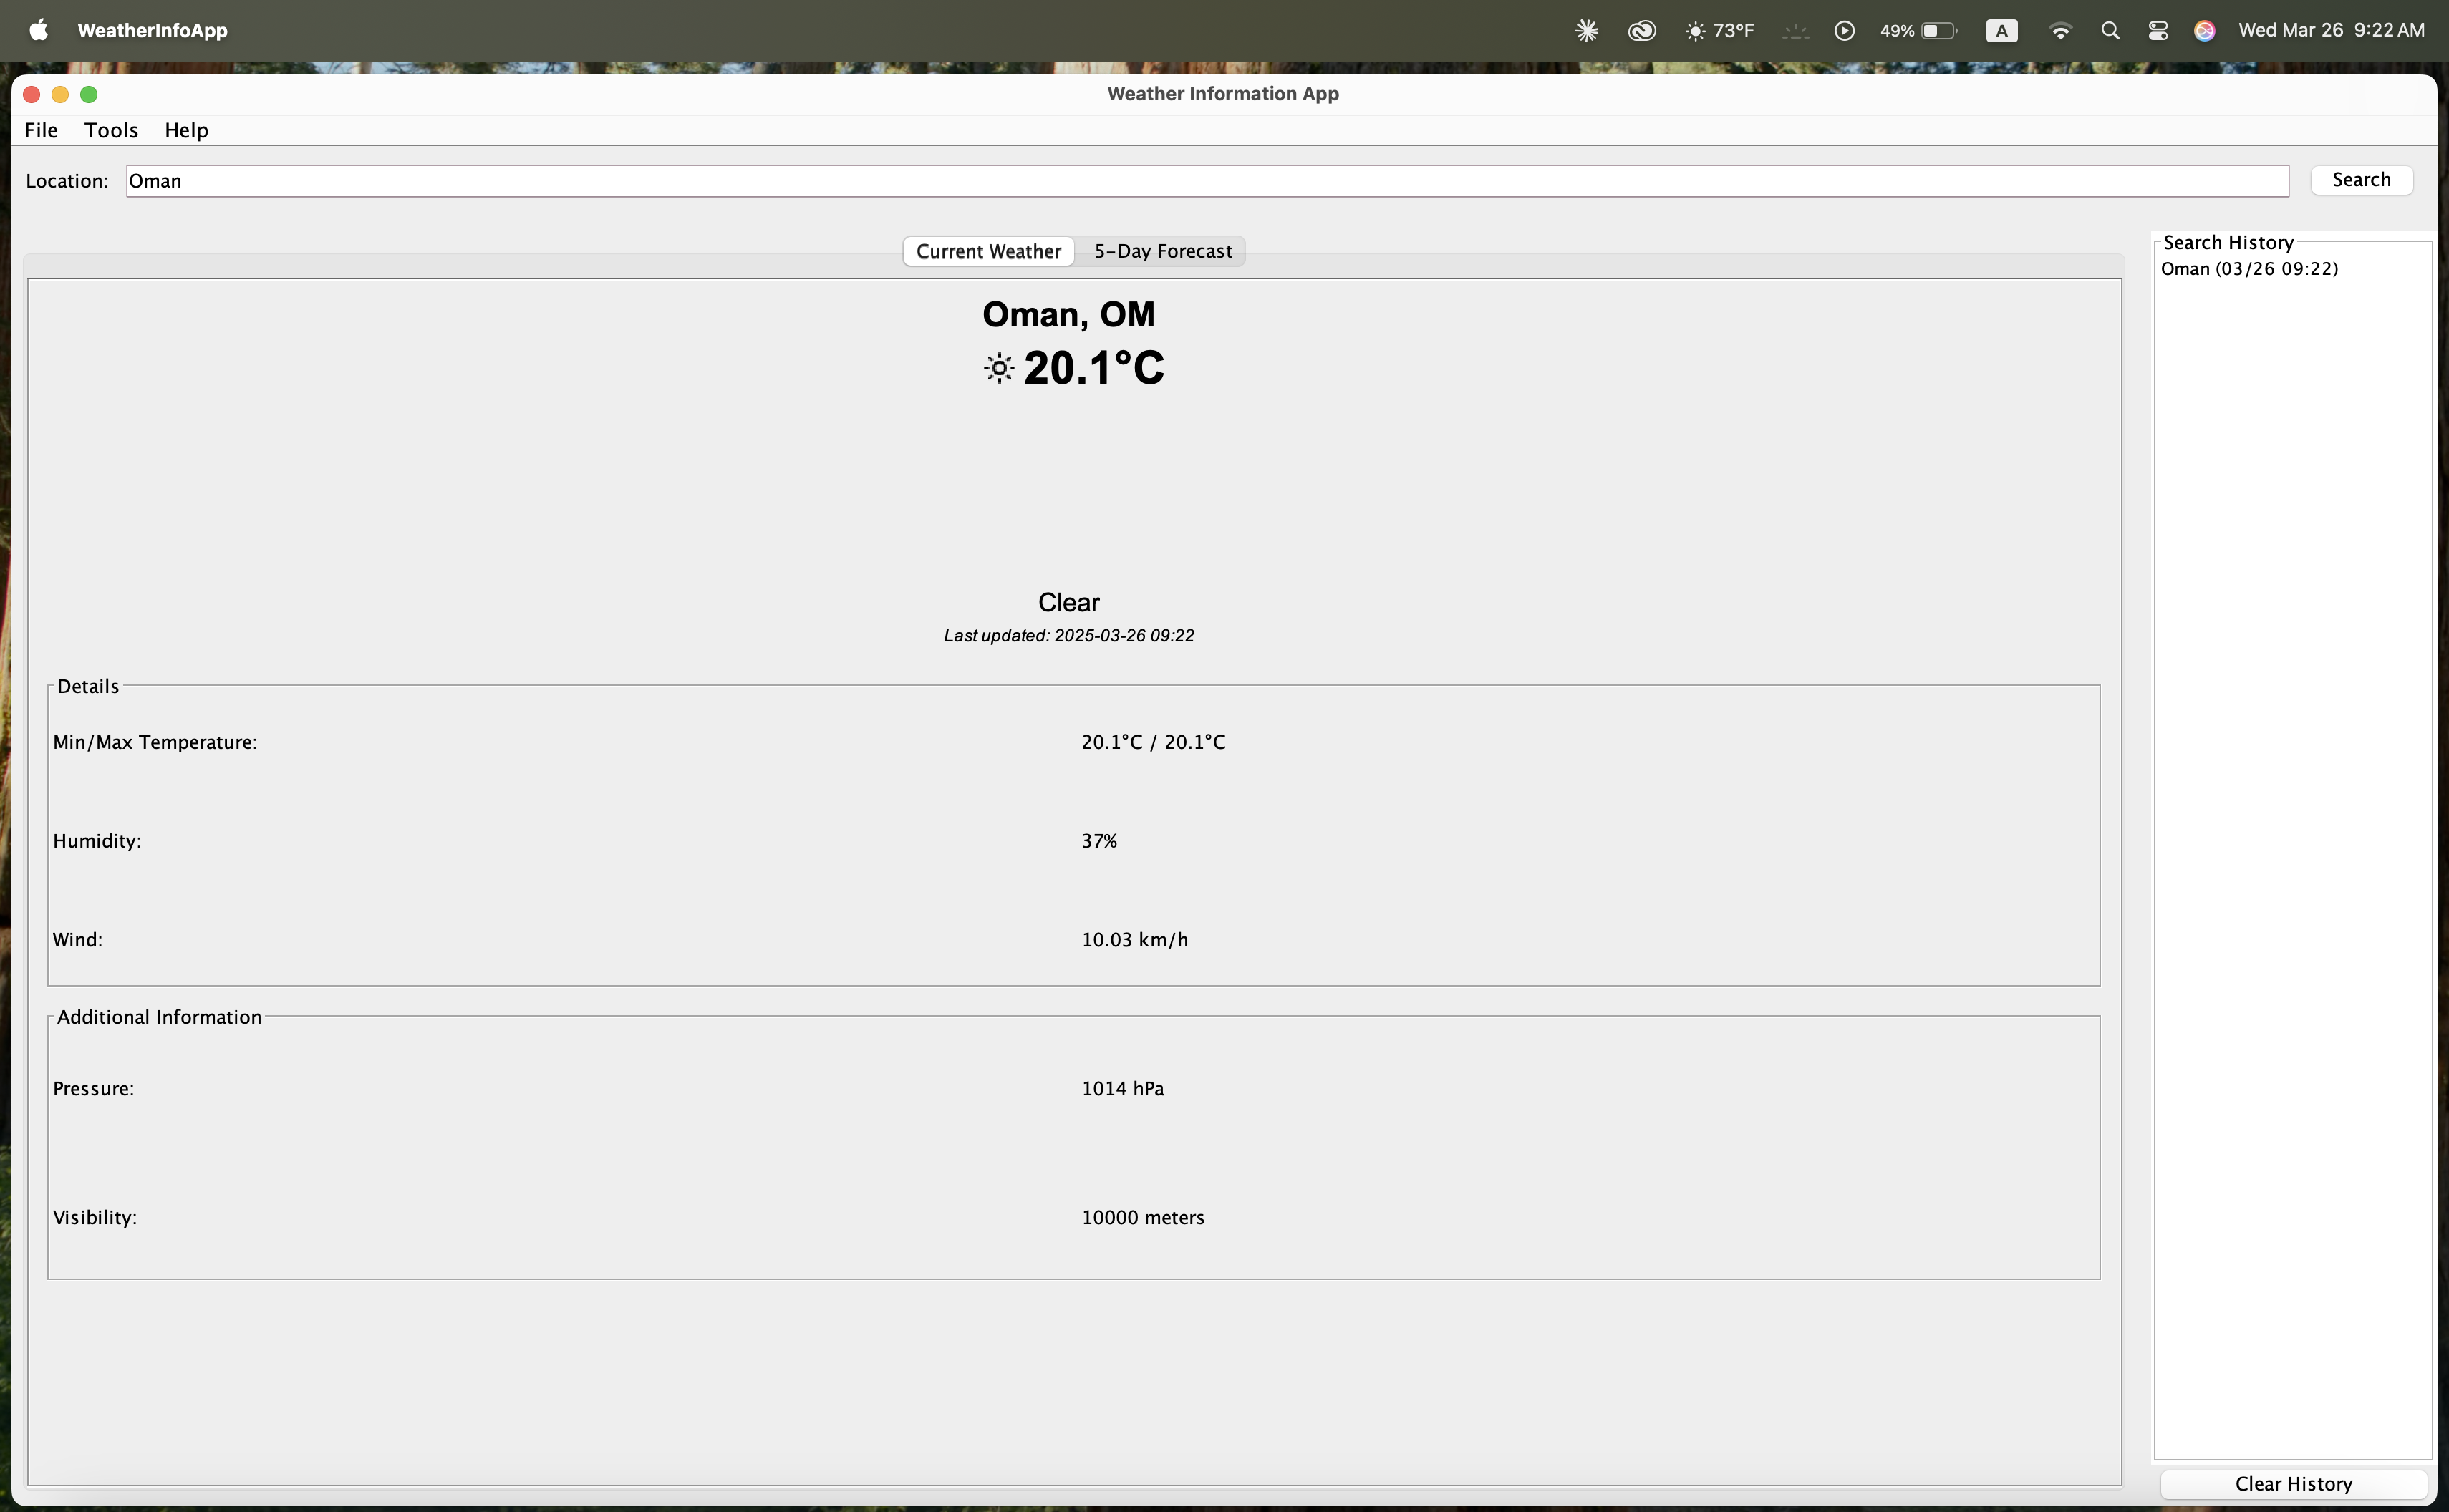 WeatherInfoApp 73°F 49% A Wed Mar 26 9:22 AM
Weather Information App
File Tools Help
Location: Oman Search
Current Weather 5-Day Forecast
Search History
Oman (03/26 09:22)
Oman, OM
20.1°C
Clear
Last updated: 2025-03-26 09:22
Details
Min/Max Temperature: 20.1°C / 20.1°C
Humidity: 37%
Wind: 10.03 km/h
Additional Information
Pressure: 1014 hPa
Visibility: 10000 meters
Clear History